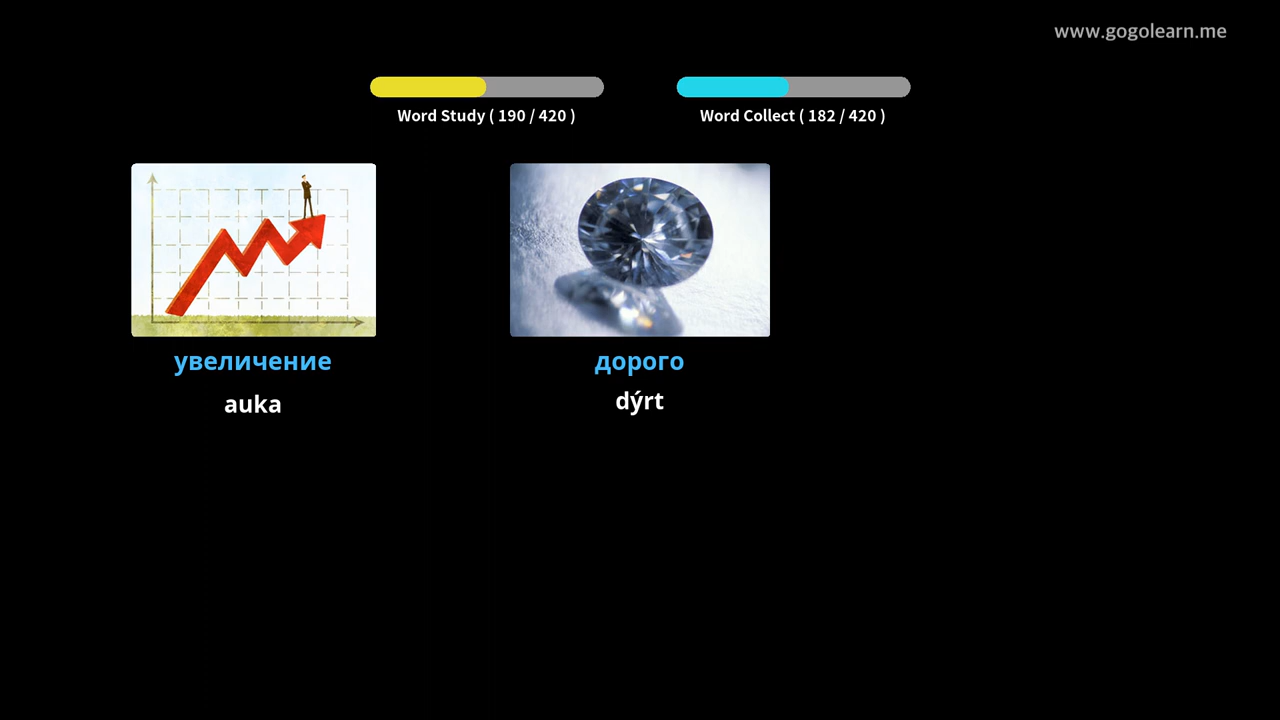 www.gogolearn.me
Word Study ( 190 / 420 )
Word Collect ( 182 / 420 )
увеличение
auka
дорого
dýrt